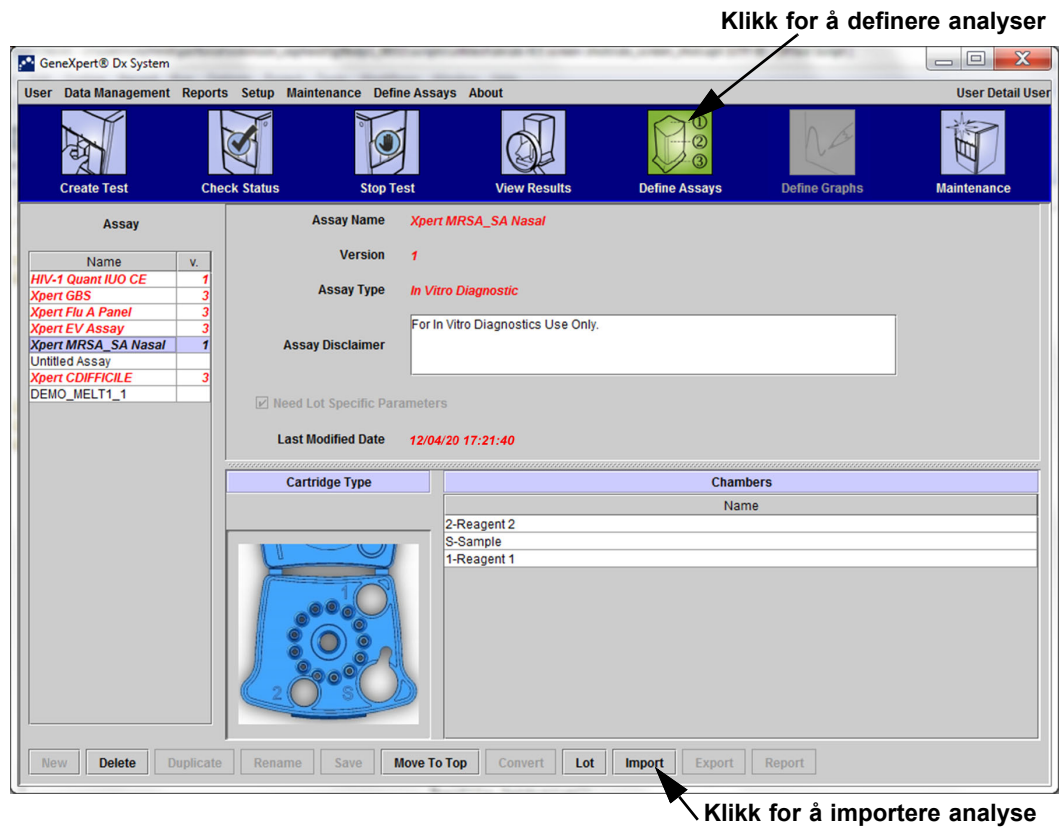 Klikk for å definere analyser
GeneXpert® Dx System
User Data Management Reports Setup Maintenance Define Assays About User Detail User
Create Test Check Status Stop Test View Results Define Assays Define Graphs Maintenance
1
2
3
Assay
Name v.
HIV-1 Quant IUO CE 1
Xpert GBS 3
Xpert Flu A Panel 3
Xpert EV Assay 3
Xpert MRSA_SA Nasal 1
Untitled Assay
Xpert CDIFFICILE 3
DEMO_MELT1_1
Assay Name Xpert MRSA_SA Nasal
Version 1
Assay Type In Vitro Diagnostic
Assay Disclaimer For In Vitro Diagnostics Use Only.
Need Lot Specific Parameters
Last Modified Date 12/04/20 17:21:40
Cartridge Type
1
2 S
Chambers
Name
2-Reagent 2
S-Sample
1-Reagent 1
New Delete Duplicate Rename Save Move To Top Convert Lot Import Export Report
Klikk for å importere analyse